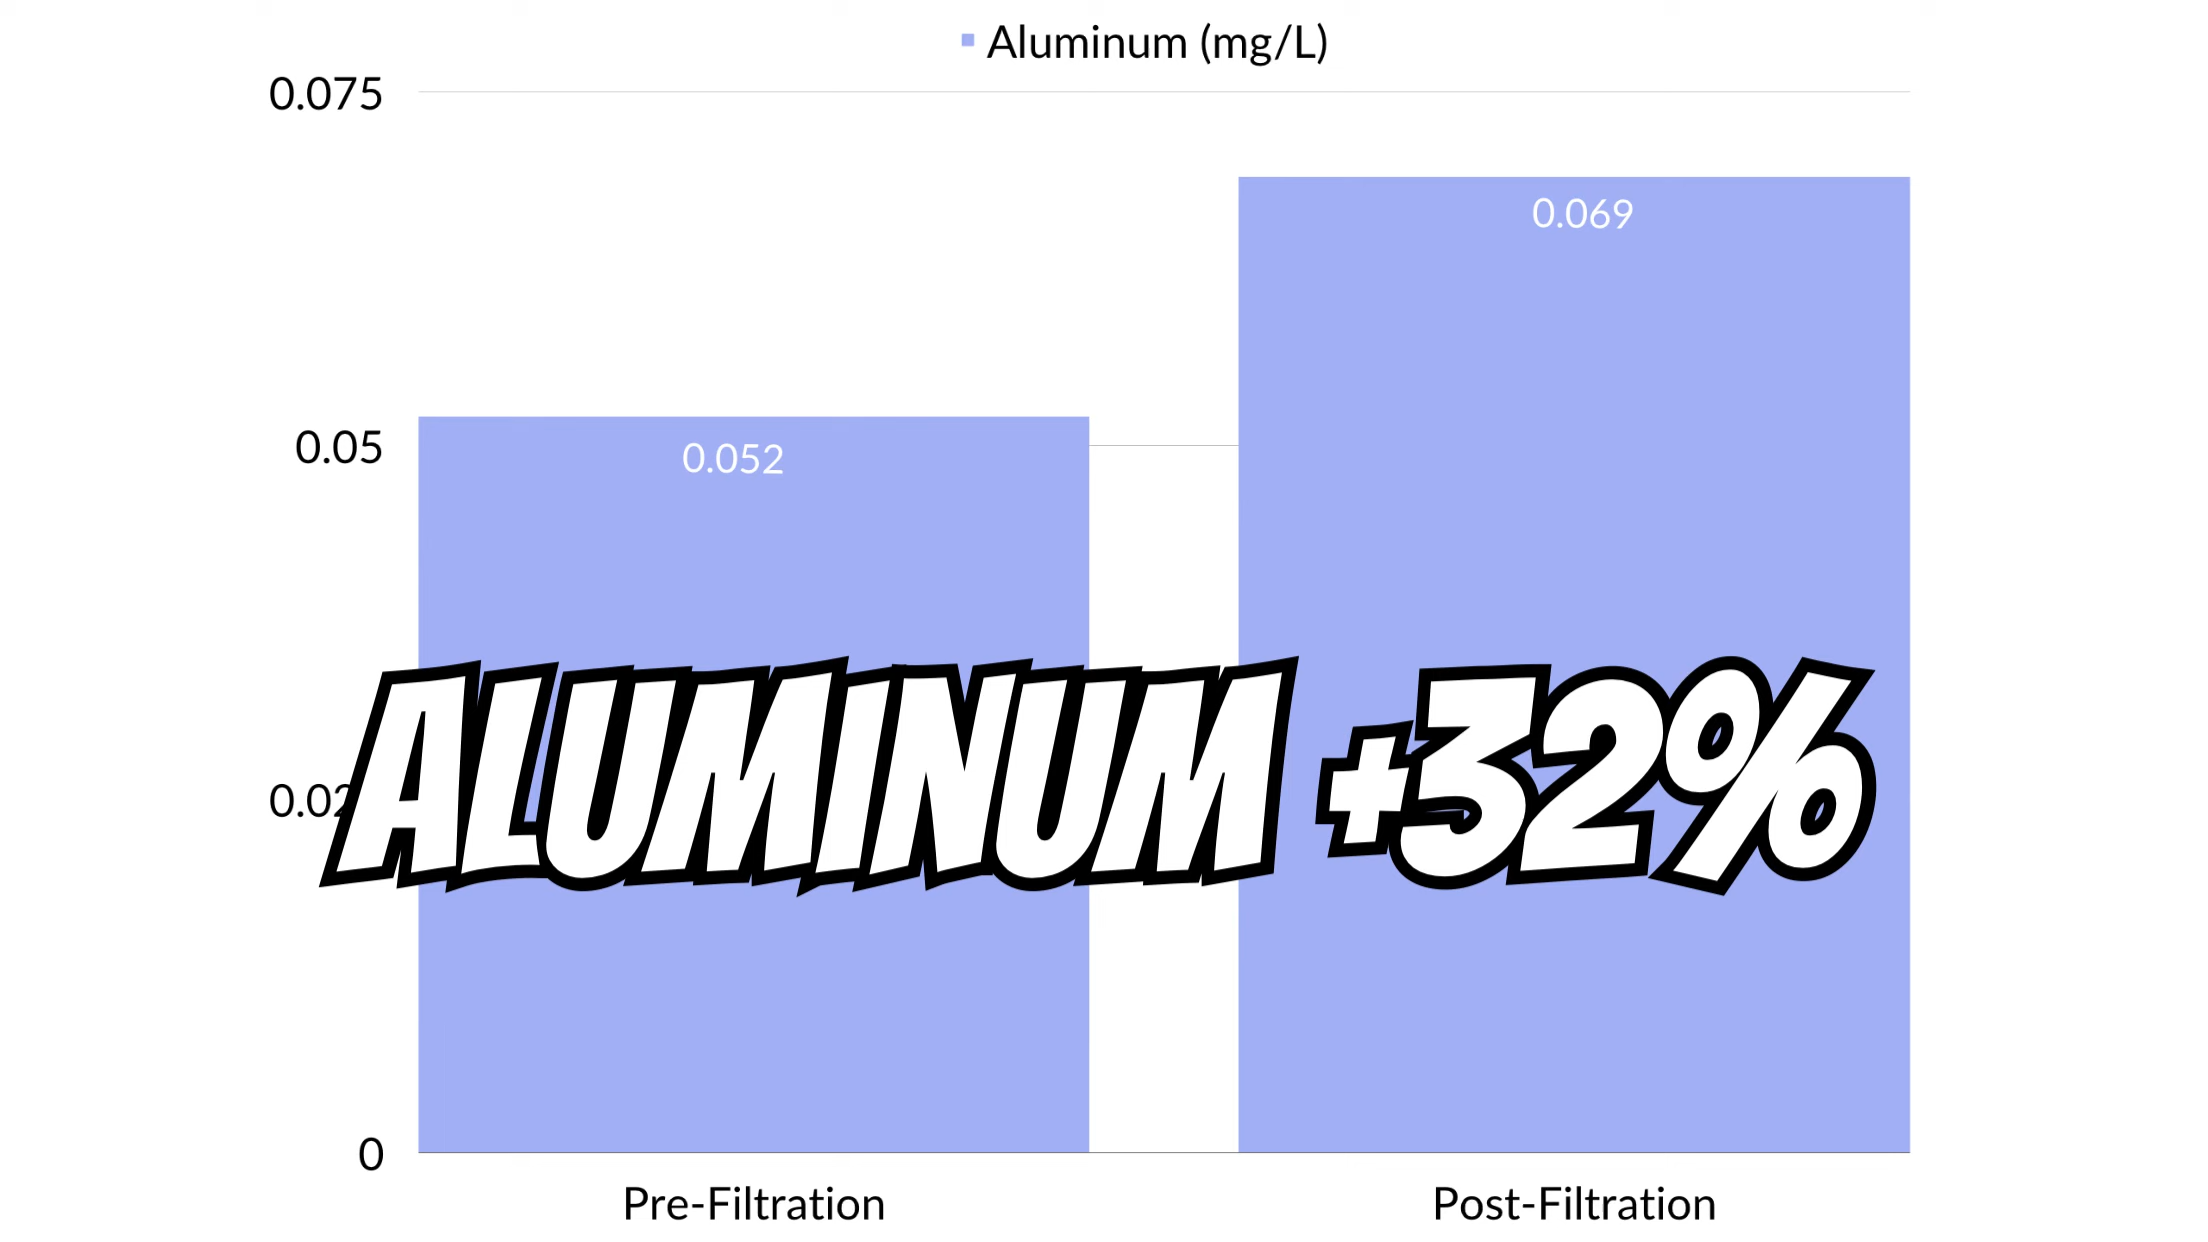 Aluminum (mg/L)
0.075
0.069
0.05
0.052
ALUMINUM +32%
0
Pre-Filtration
Post-Filtration